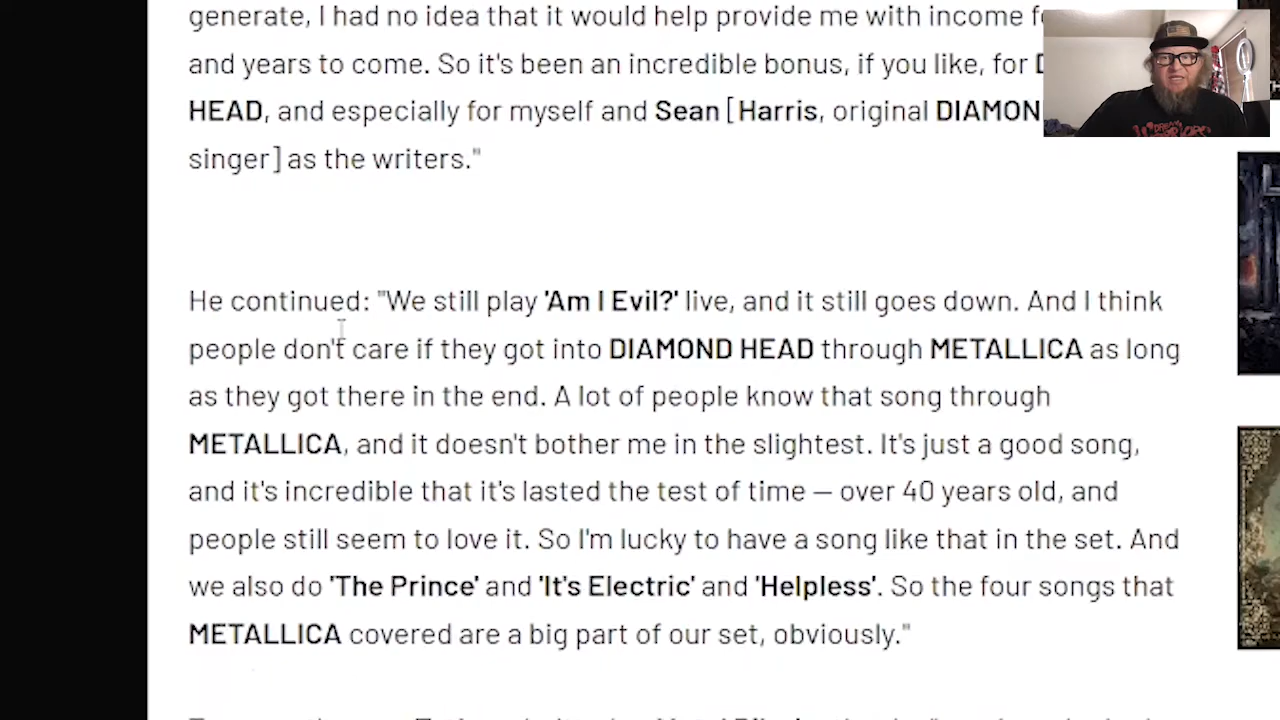 generate, I had no idea that it would help provide me with income
and years to come. So it's been an incredible bonus, if you like, for
HEAD, and especially for myself and Sean [Harris, original DIAMON
singer] as the writers."
He continued: "We still play 'Am I Evil?' live, and it still goes down. And I think
people don't care if they got into DIAMOND HEAD through METALLICA as long
as they got there in the end. A lot of people know that song through
METALLICA, and it doesn't bother me in the slightest. It's just a good song,
and it's incredible that it's lasted the test of time — over 40 years old, and
people still seem to love it. So I'm lucky to have a song like that in the set. And
we also do 'The Prince' and 'It's Electric' and 'Helpless'. So the four songs that
METALLICA covered are a big part of our set, obviously."